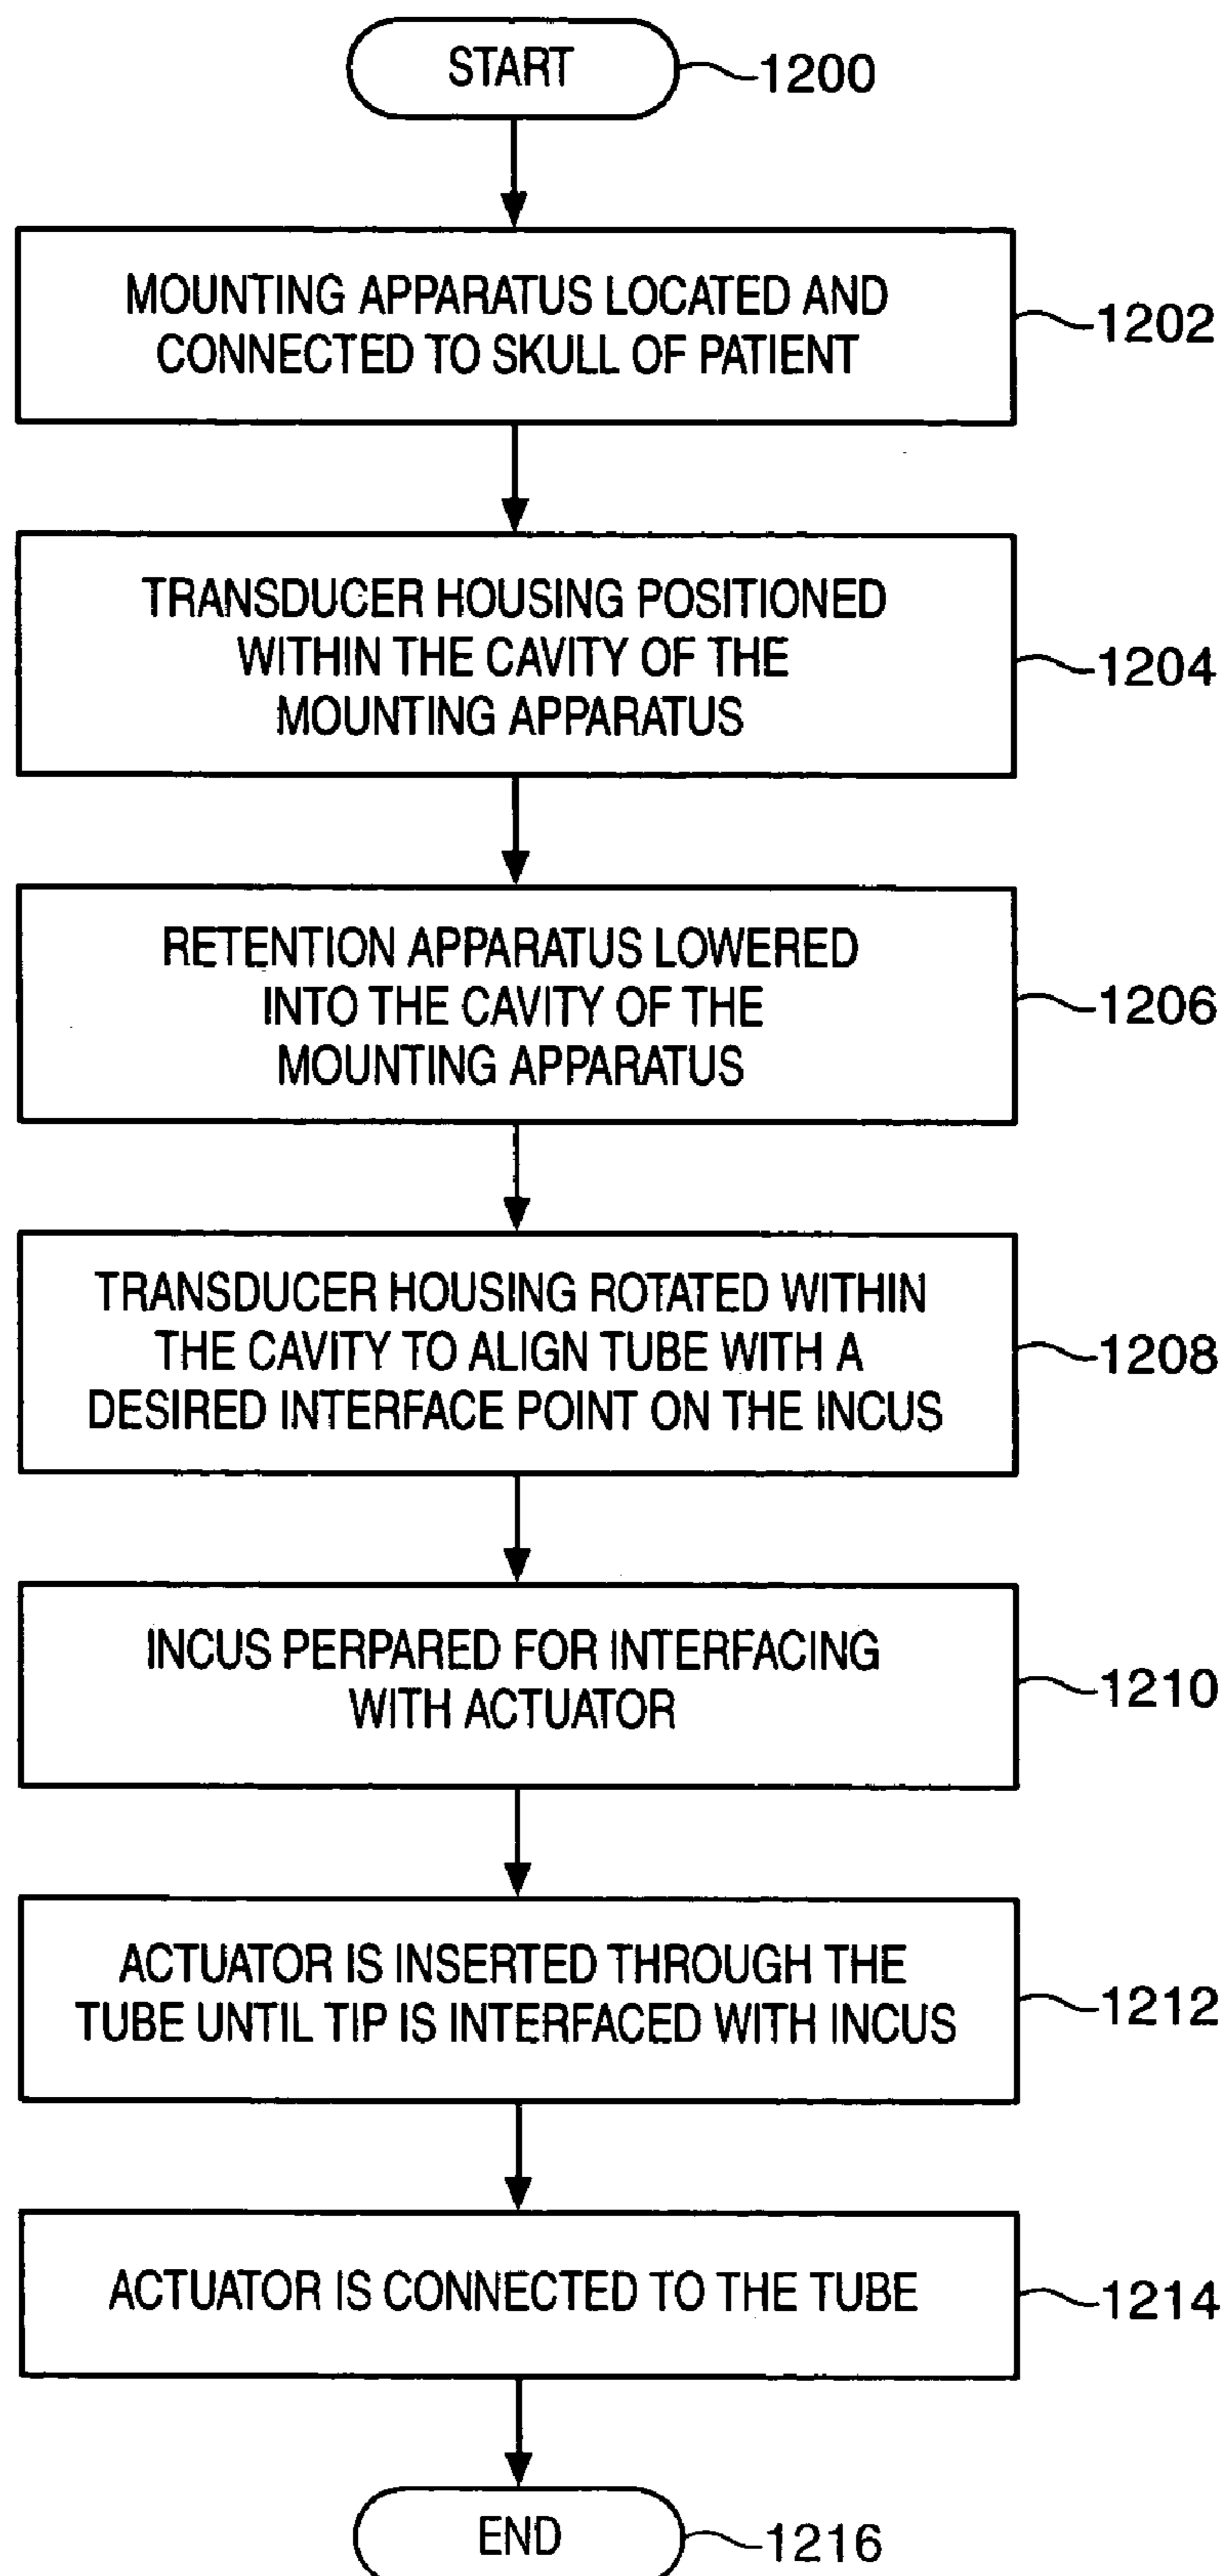 START
1200
MOUNTING APPARATUS LOCATED AND
CONNECTED TO SKULL OF PATIENT
1202
TRANSDUCER HOUSING POSITIONED
WITHIN THE CAVITY OF THE
MOUNTING APPARATUS
1204
RETENTION APPARATUS LOWERED
INTO THE CAVITY OF THE
MOUNTING APPARATUS
1206
TRANSDUCER HOUSING ROTATED WITHIN
THE CAVITY TO ALIGN TUBE WITH A
DESIRED INTERFACE POINT ON THE INCUS
1208
INCUS PERPARED FOR INTERFACING
WITH ACTUATOR
1210
ACTUATOR IS INSERTED THROUGH THE
TUBE UNTIL TIP IS INTERFACED WITH INCUS
1212
ACTUATOR IS CONNECTED TO THE TUBE
1214
END
1216